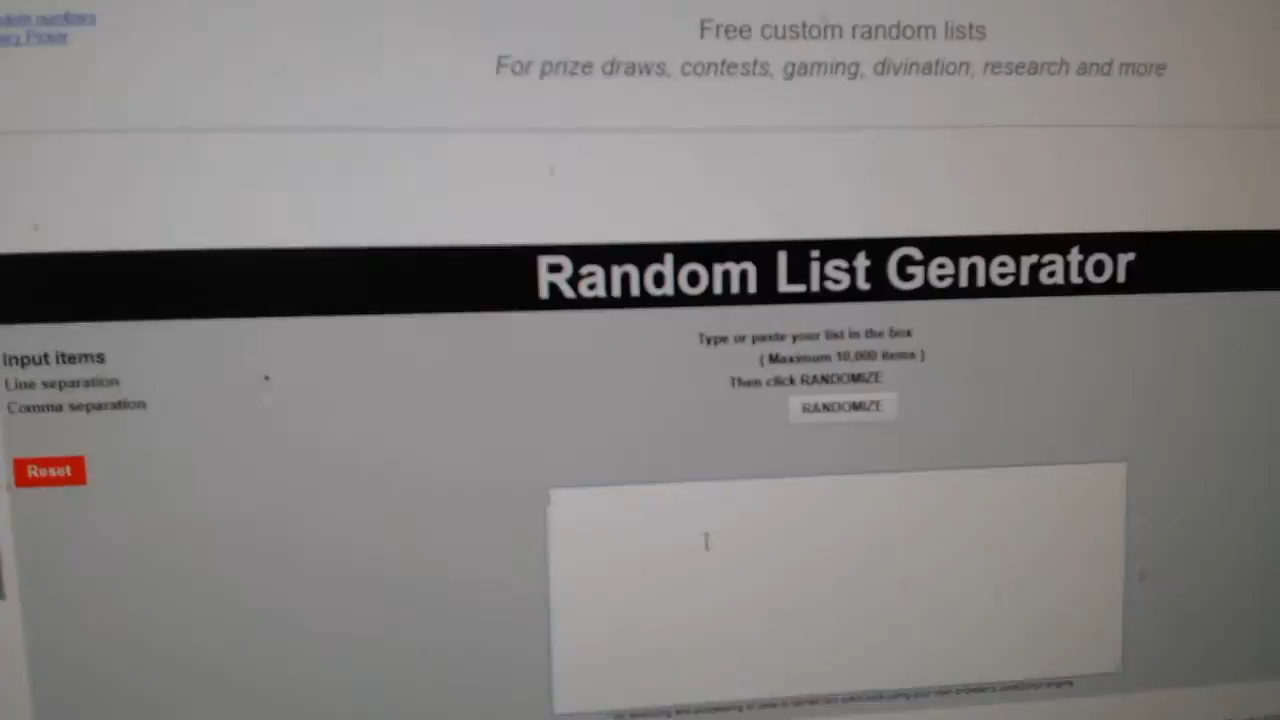 numbers
Picker
Free custom random lists
For prize draws, contests, gaming, divination, research and more
Random List Generator
Input items
Line separation
Comma separation
Reset
Type or paste your list in the box
( Maximum 10,000 items )
Then click RANDOMIZE
RANDOMIZE